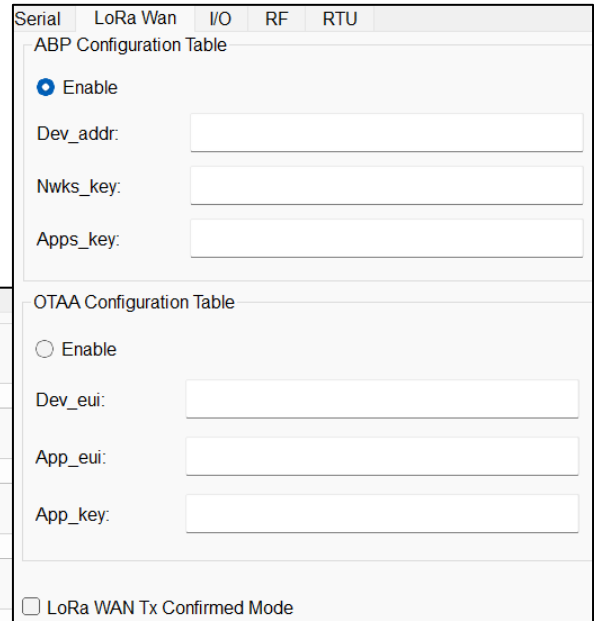 Serial LoRa Wan I/O RF RTU
ABP Configuration Table
Enable
Dev_addr:
Nwks_key:
Apps_key:
OTAA Configuration Table
Enable
Dev_eui:
App_eui:
App_key:
LoRa WAN Tx Confirmed Mode